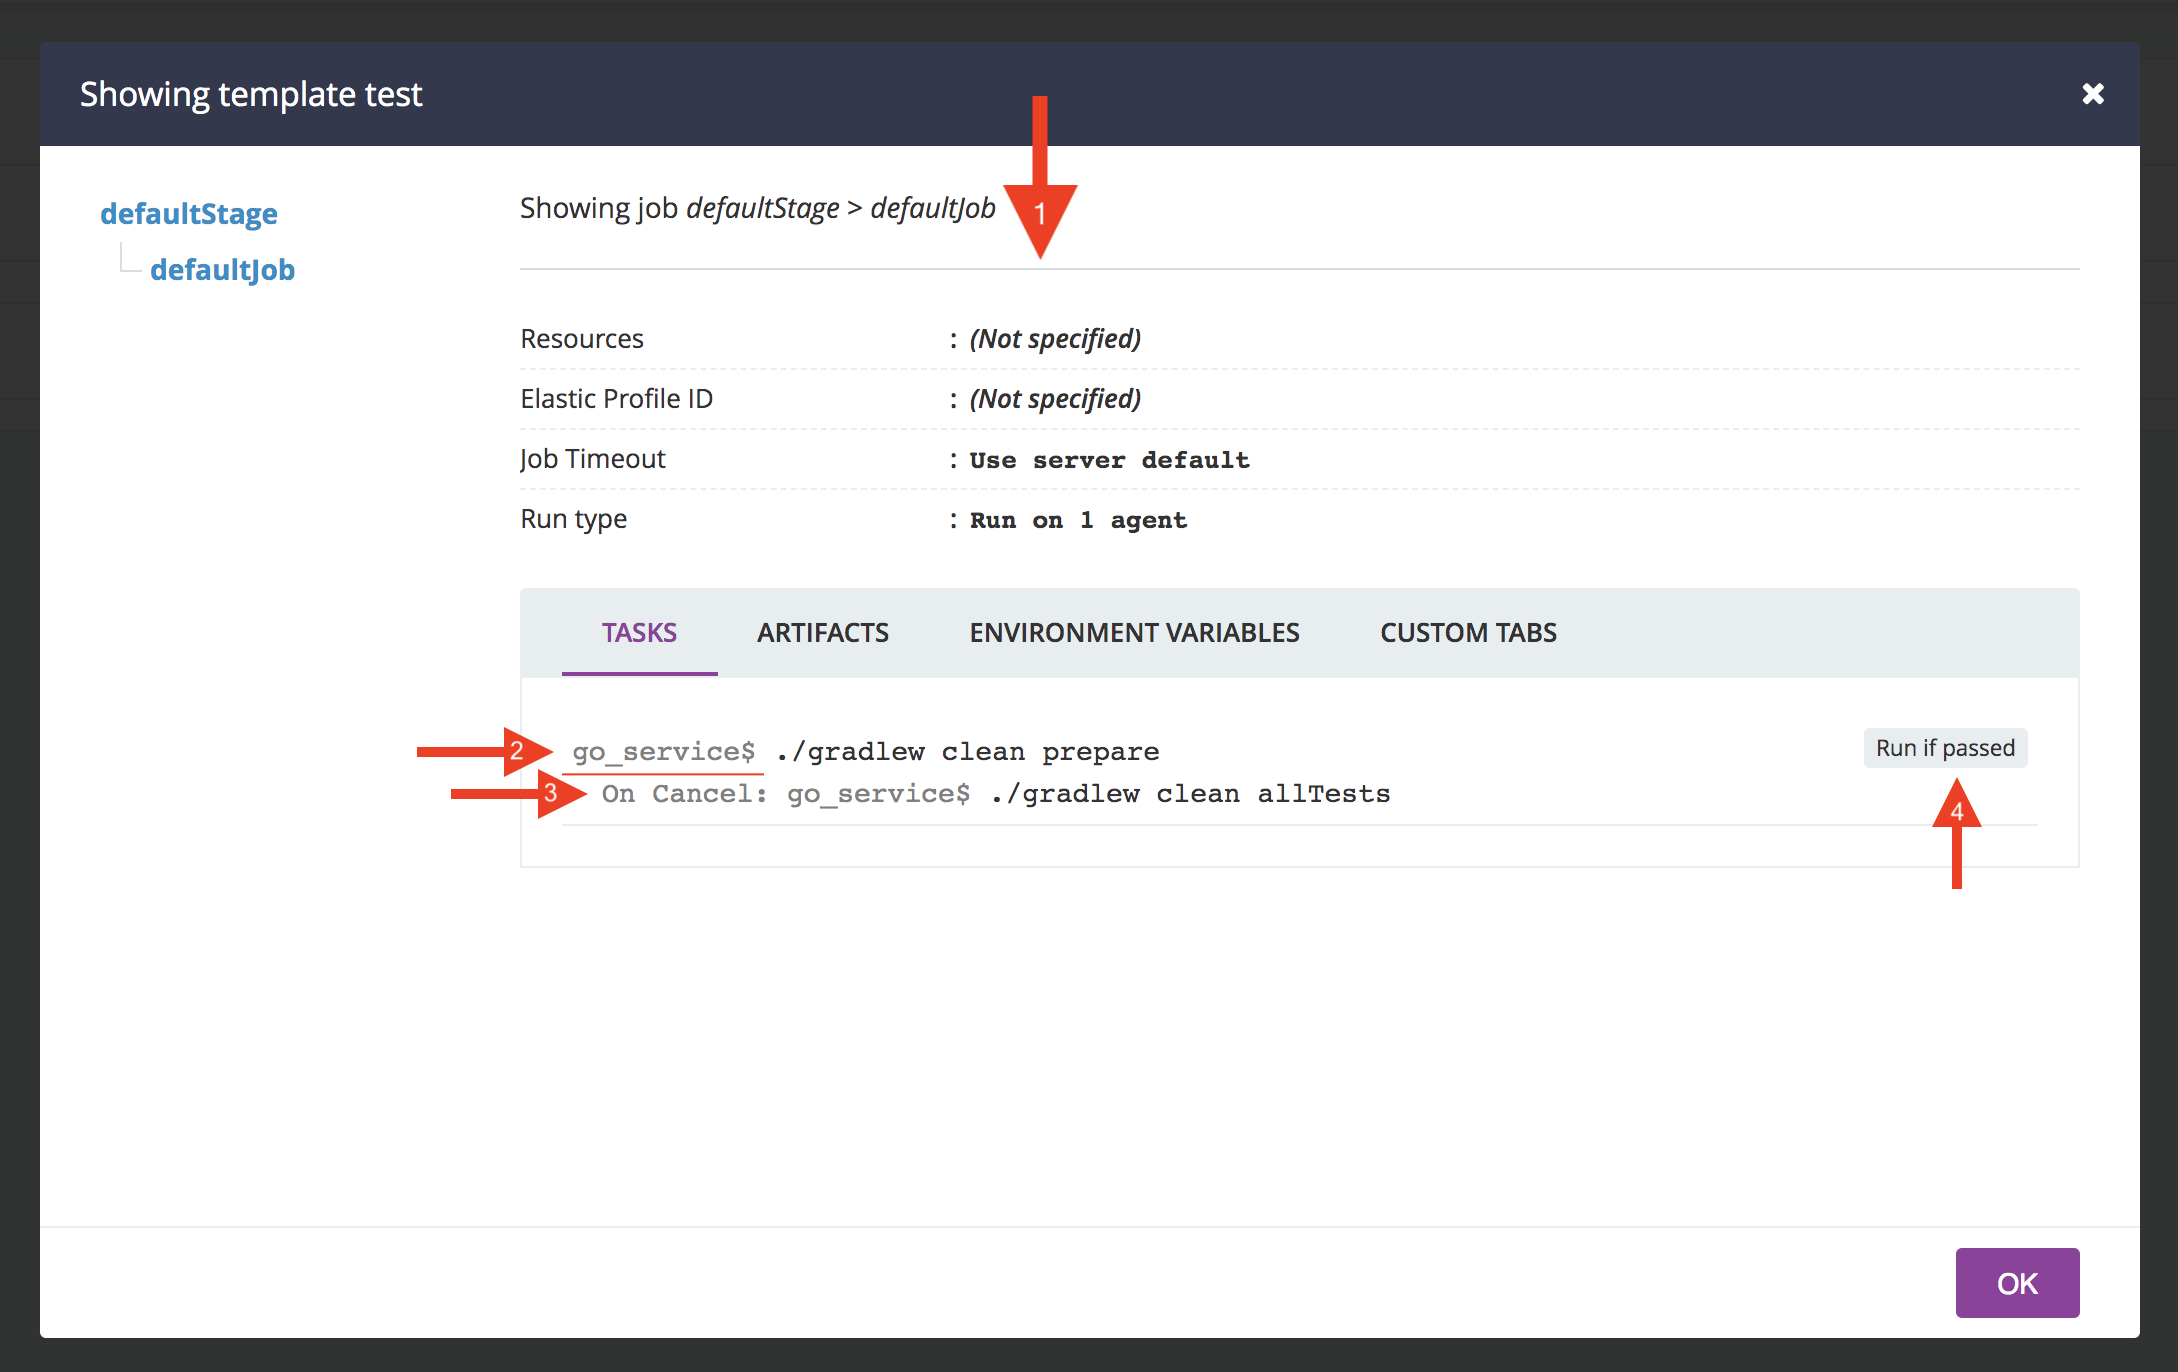 Showing template test
defaultStage
defaultJob
Showing job defaultStage > defaultJob
1
Resources : (Not specified)
Elastic Profile ID : (Not specified)
Job Timeout : Use server default
Run type : Run on 1 agent
TASKS ARTIFACTS ENVIRONMENT VARIABLES CUSTOM TABS
2 go_service$ ./gradlew clean prepare Run if passed
3 On Cancel: go_service$ ./gradlew clean allTests
4
OK